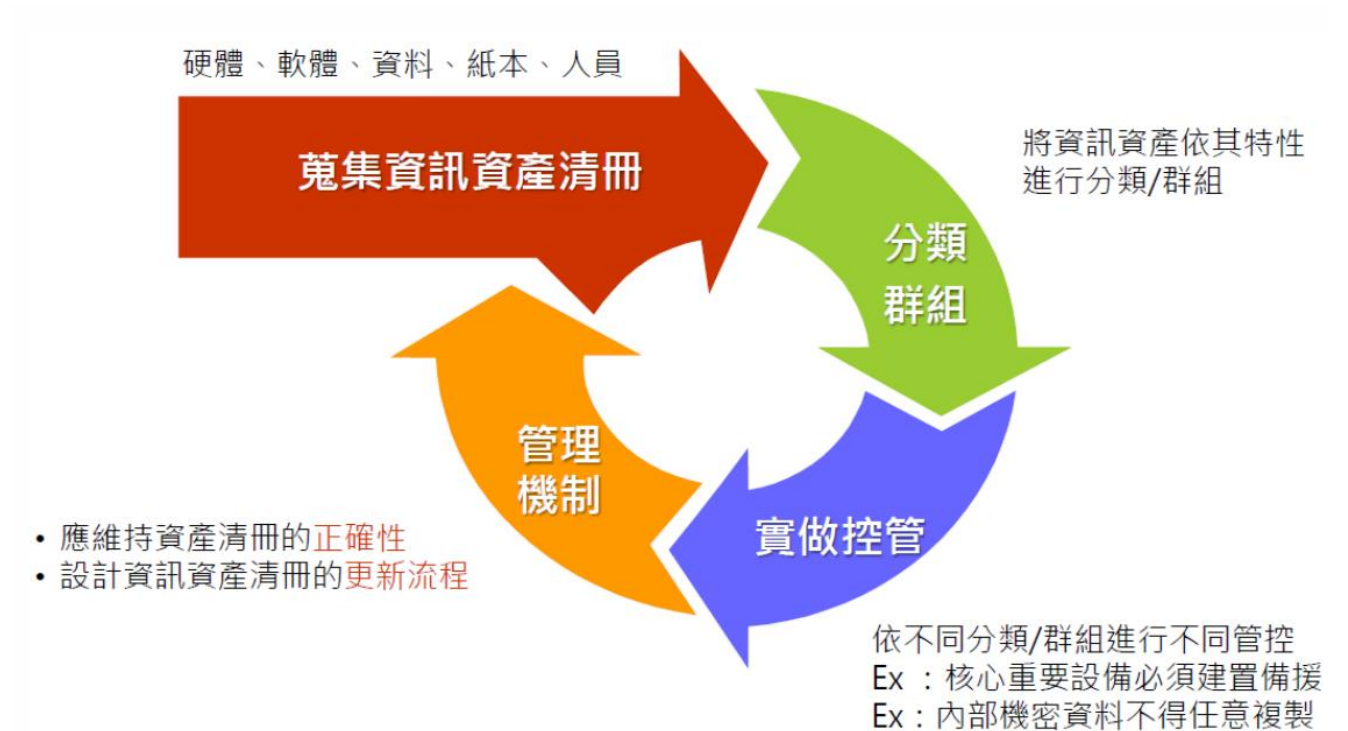 硬體、軟體、資料、紙本、人員
蒐集資訊資產清冊
將資訊資產依其特性
進行分類/群組
分類
群組
實做控管
依不同分類/群組進行不同管控
Ex ：核心重要設備必須建置備援
Ex：內部機密資料不得任意複製
管理
機制
• 應維持資產清冊的正確性
• 設計資訊資產清冊的更新流程